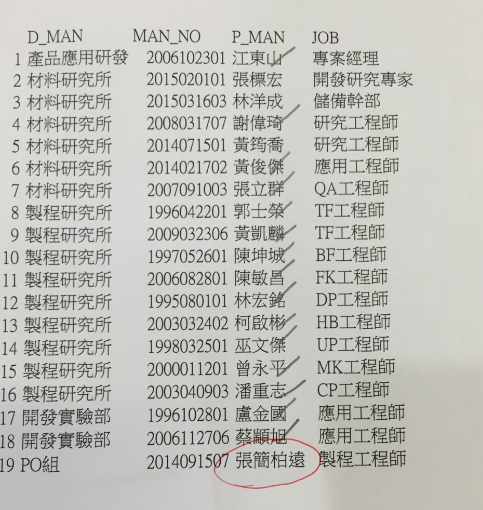 D_MAN MAN_NO P_MAN JOB
1 產品應用研發 2006102301 江東山 專案經理
2 材料研究所 2015020101 張標宏 開發研究專家
3 材料研究所 2015031603 林洋成 儲備幹部
4 材料研究所 2008031707 謝偉琦 研究工程師
5 材料研究所 2014071501 黃筠喬 研究工程師
6 材料研究所 2014021702 黃俊傑 應用工程師
7 材料研究所 2007091003 張立群 QA工程師
8 製程研究所 1996042201 郭士榮 TF工程師
9 製程研究所 2009032306 黃凱麟 TF工程師
10 製程研究所 1997052601 陳坤城 BF工程師
11 製程研究所 2006082801 陳敏昌 FK工程師
12 製程研究所 1995080101 林宏銘 DP工程師
13 製程研究所 2003032402 柯啟彬 HB工程師
14 製程研究所 1998032501 巫文傑 UP工程師
15 製程研究所 2000011201 曾永平 MK工程師
16 製程研究所 2003040903 潘重志 CP工程師
17 開發實驗部 1996102801 盧金國 應用工程師
18 開發實驗部 2006112706 蔡顓旭 應用工程師
19 PO組 2014091507 張簡柏遠 製程工程師